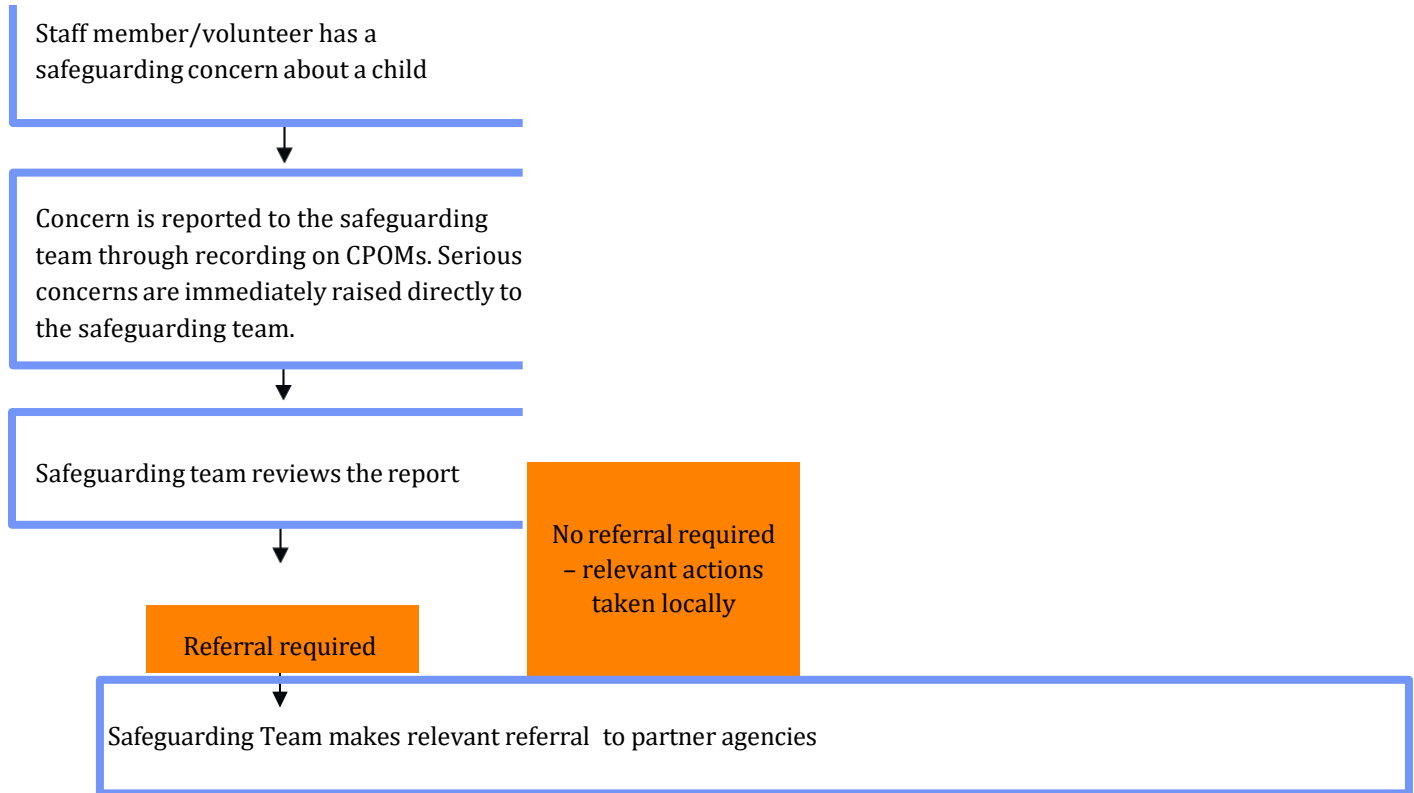 Staff member/volunteer has a
safeguarding concern about a child
Concern is reported to the safeguarding
team through recording on CPOMs. Serious
concerns are immediately raised directly to
the safeguarding team.
Safeguarding team reviews the report
No referral required
– relevant actions
taken locally
Referral required
Safeguarding Team makes relevant referral  to partner agencies